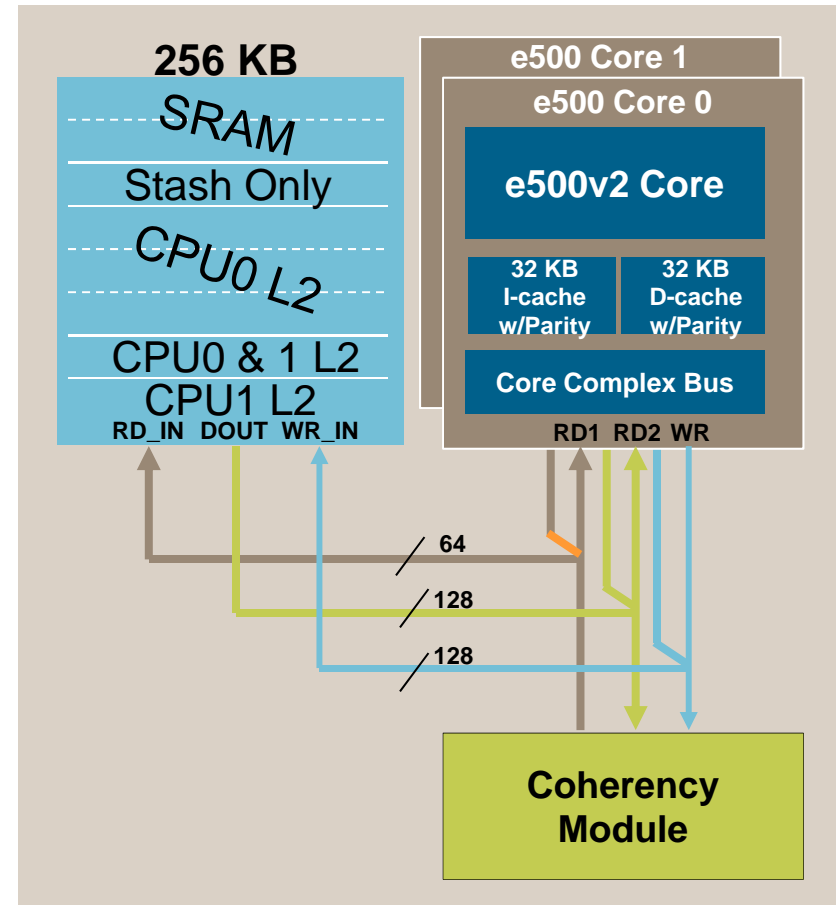 256 KB
SRAM
Stash Only
CPU0 L2
CPU0 & 1 L2
CPU1 L2
RD_IN DOUT WR_IN
e500 Core 1
e500 Core 0
e500v2 Core
32 KB
I-cache
w/Parity
32 KB
D-cache
w/Parity
Core Complex Bus
RD1 RD2 WR
64
128
128
Coherency
Module